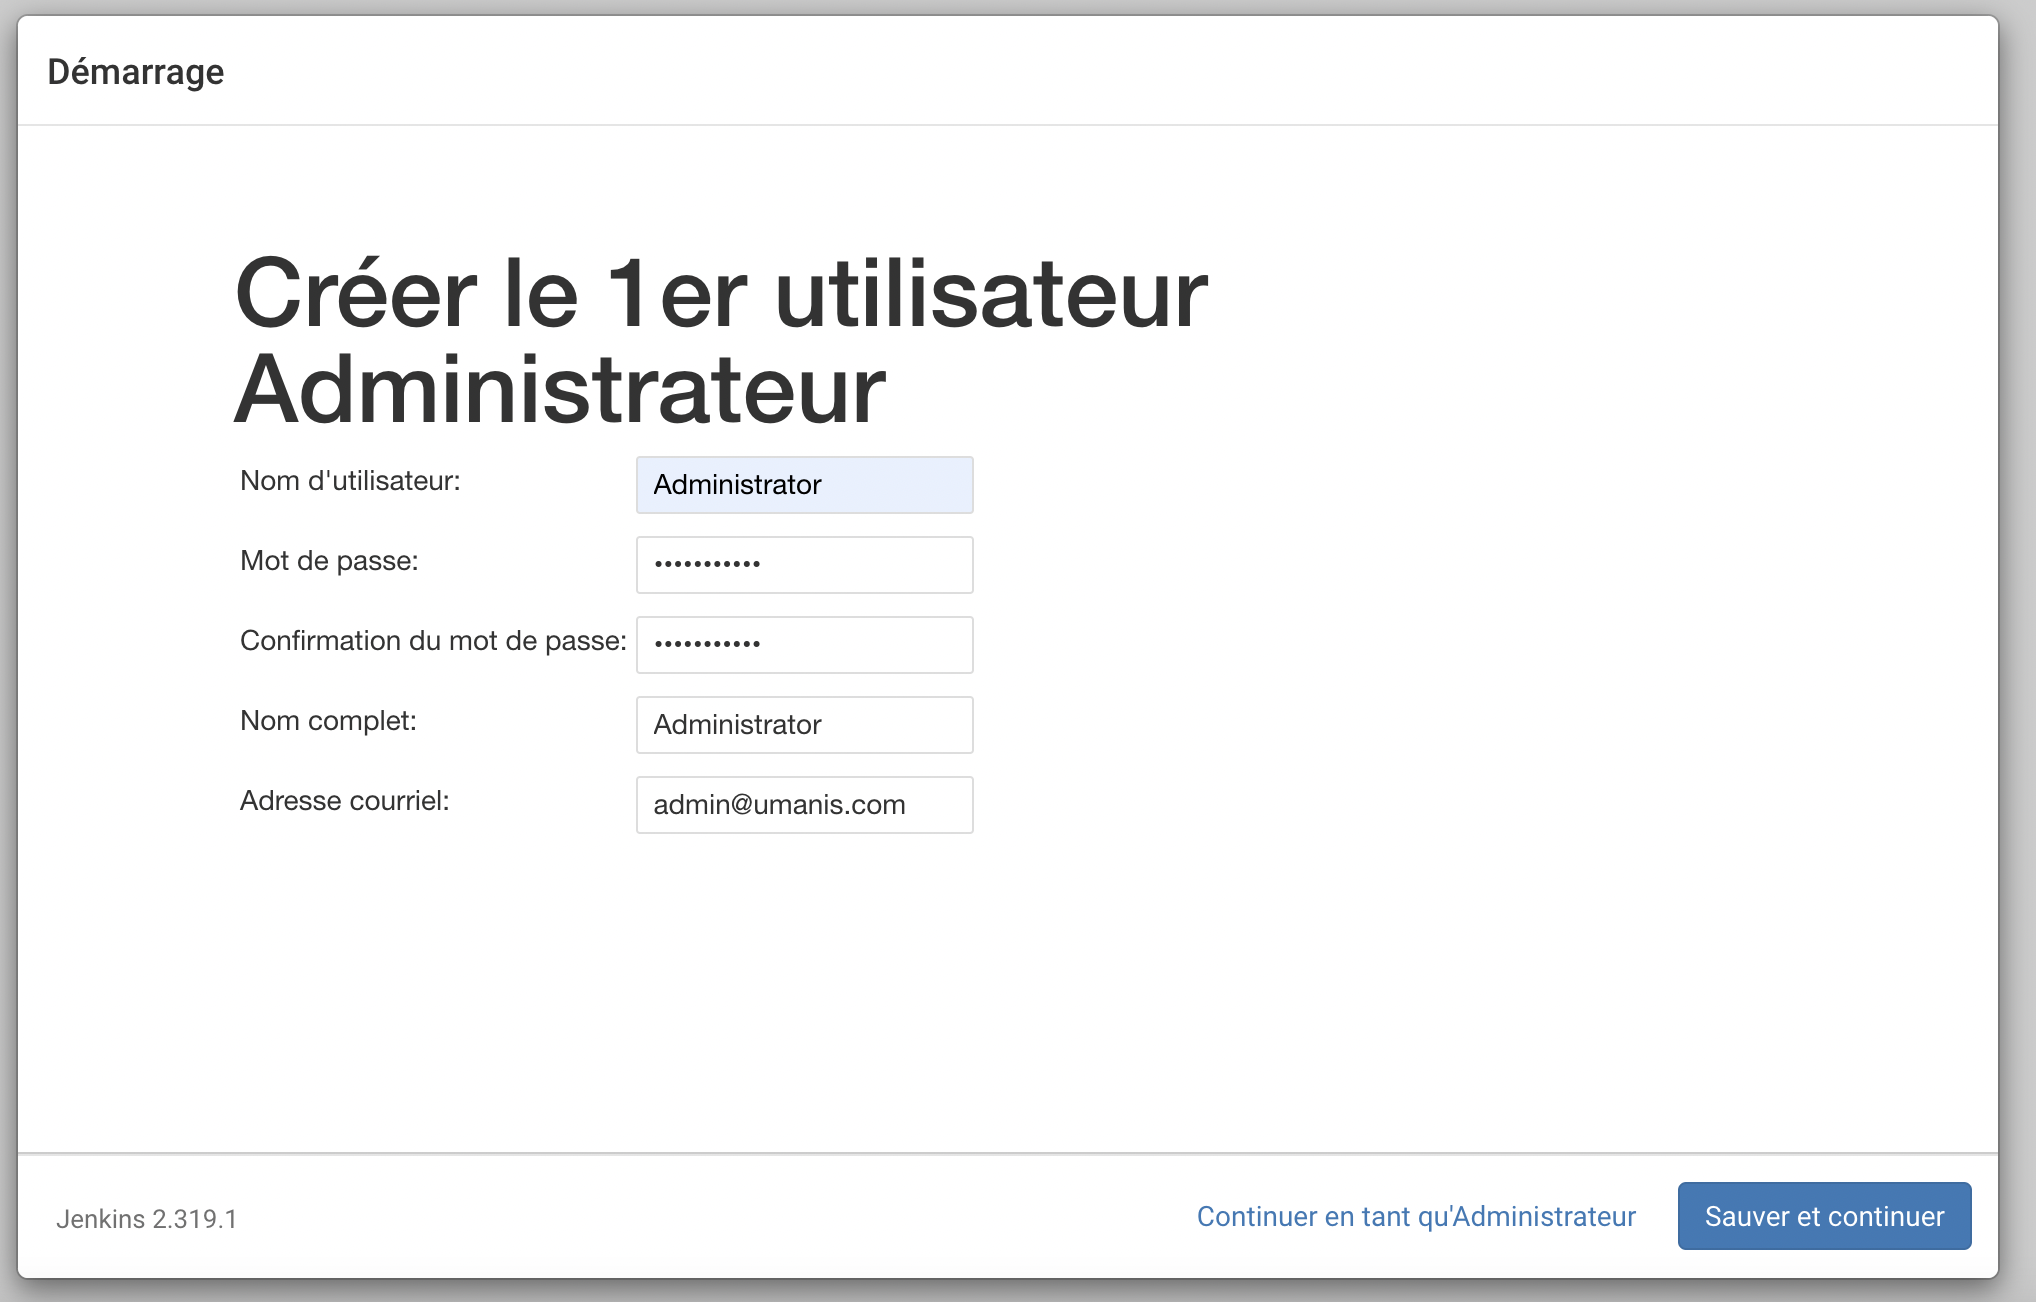 Démarrage
Créer le 1er utilisateur
Administrateur
Nom d'utilisateur: Administrator
Mot de passe: •••••••••••
Confirmation du mot de passe: •••••••••••
Nom complet: Administrator
Adresse courriel: admin@umanis.com
Jenkins 2.319.1 Continuer en tant qu'Administrateur Sauver et continuer